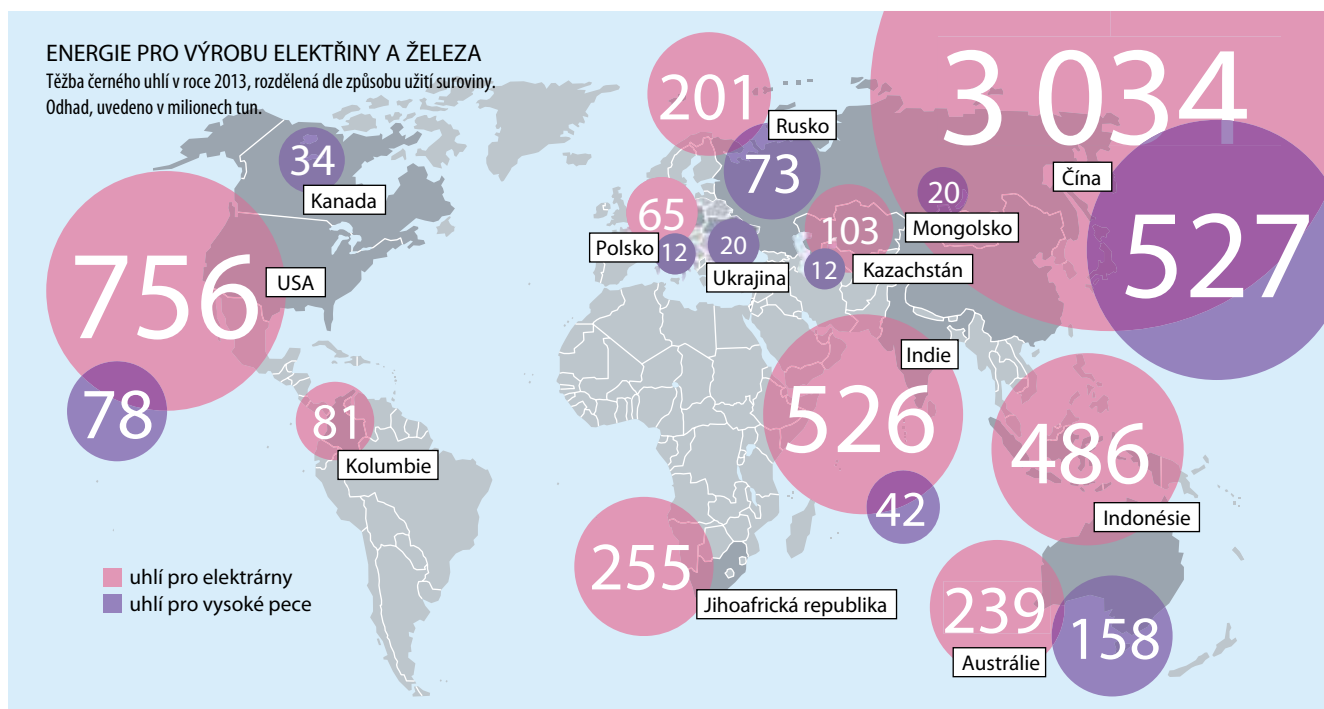 ENERGIE PRO VÝROBU ELEKTŘINY A ŽELEZA
Těžba černého uhlí v roce 2013, rozdělená dle způsobu užití suroviny.
Odhad, uvedeno v milionech tun.
34
Kanada
756
USA
78
81
Kolumbie
201
Rusko
73
65
Polsko
12
20
Ukrajina
103
12
Kazachstán
20
Mongolsko
3 034
Čína
527
Indie
526
42
486
Indonésie
255
Jihoafrická republika
239
Austrálie
158
uhlí pro elektrárny
uhlí pro vysoké pece